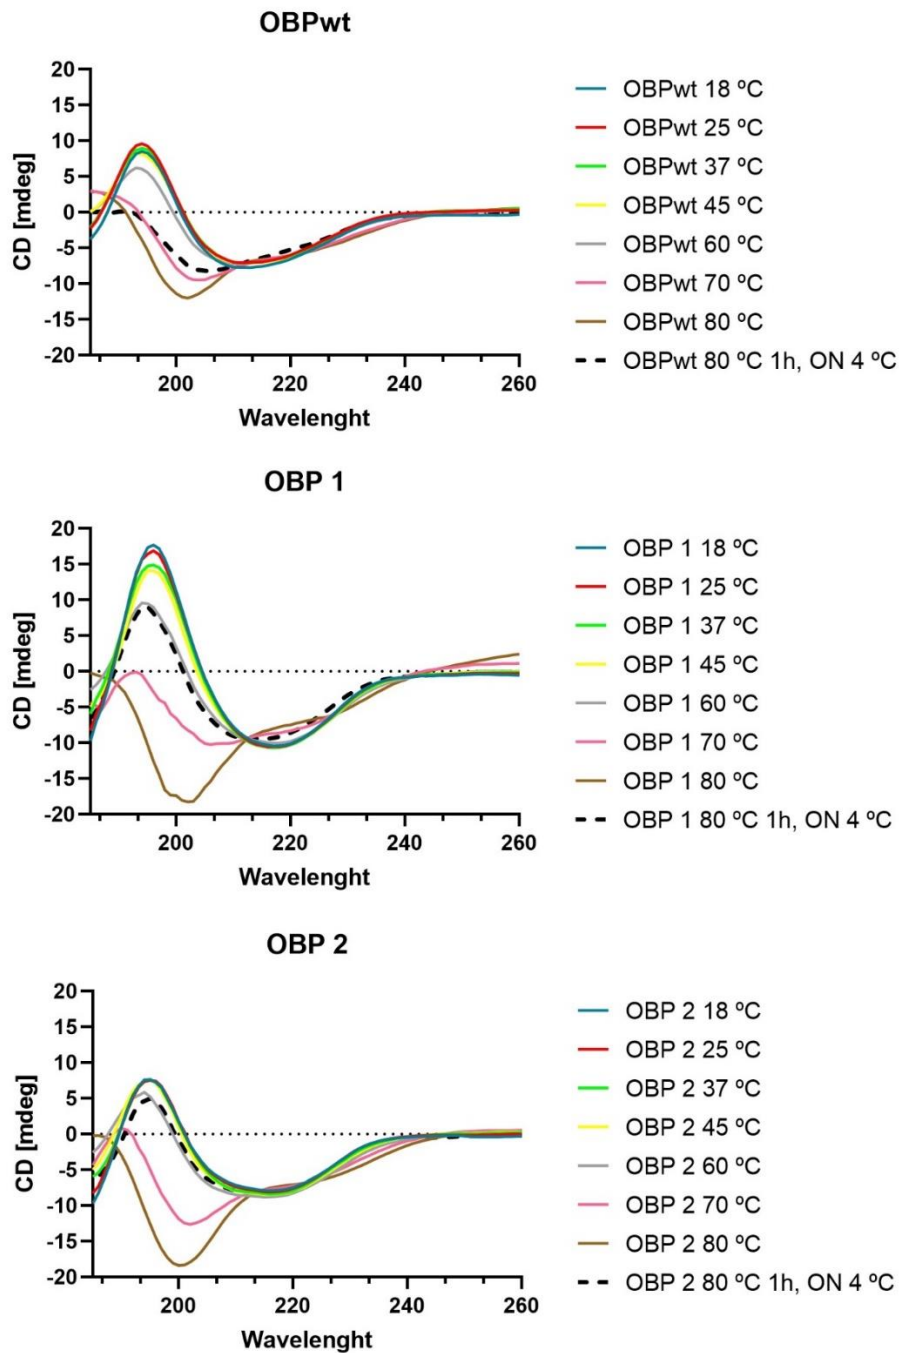 OBPwt
20
15
10
5
0
-5
-10
-15
-20
CD [mdeg]
200
220
240
260
Wavelenght
OBPwt 18 ºC
OBPwt 25 ºC
OBPwt 37 ºC
OBPwt 45 ºC
OBPwt 60 ºC
OBPwt 70 ºC
OBPwt 80 ºC
OBPwt 80 ºC 1h, ON 4 ºC
OBP 1
20
15
10
5
0
-5
-10
-15
-20
CD [mdeg]
200
220
240
260
Wavelenght
OBP 1 18 ºC
OBP 1 25 ºC
OBP 1 37 ºC
OBP 1 45 ºC
OBP 1 60 ºC
OBP 1 70 ºC
OBP 1 80 ºC
OBP 1 80 ºC 1h, ON 4 ºC
OBP 2
20
15
10
5
0
-5
-10
-15
-20
CD [mdeg]
200
220
240
260
Wavelenght
OBP 2 18 ºC
OBP 2 25 ºC
OBP 2 37 ºC
OBP 2 45 ºC
OBP 2 60 ºC
OBP 2 70 ºC
OBP 2 80 ºC
OBP 2 80 ºC 1h, ON 4 ºC